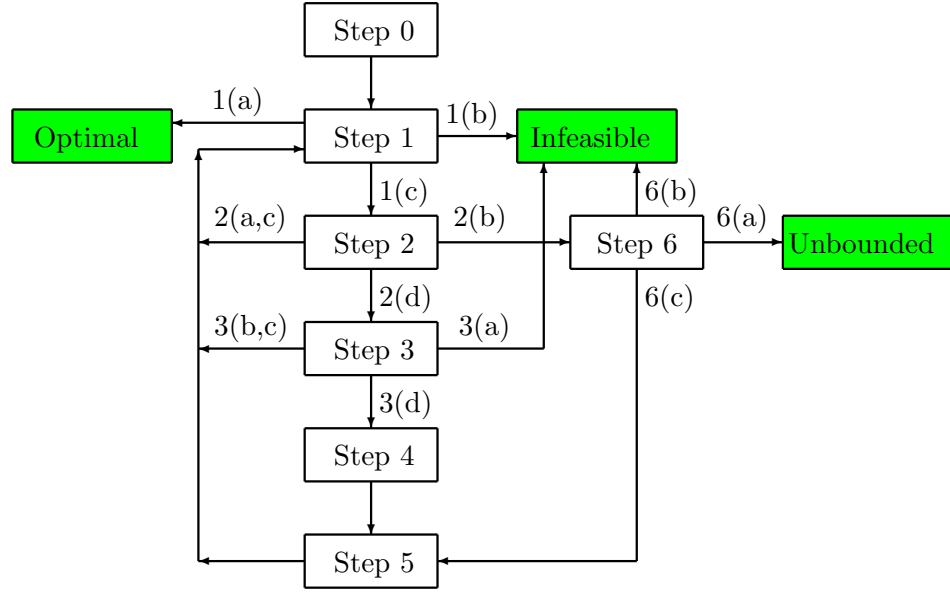 Step 0
1(a)
1(b)
Optimal
Step 1
Infeasible
1(c)
6(b)
2(a,c)
2(b)
6(a)
Step 2
Step 6
Unbounded
2(d)
6(c)
3(b,c)
3(a)
Step 3
3(d)
Step 4
Step 5